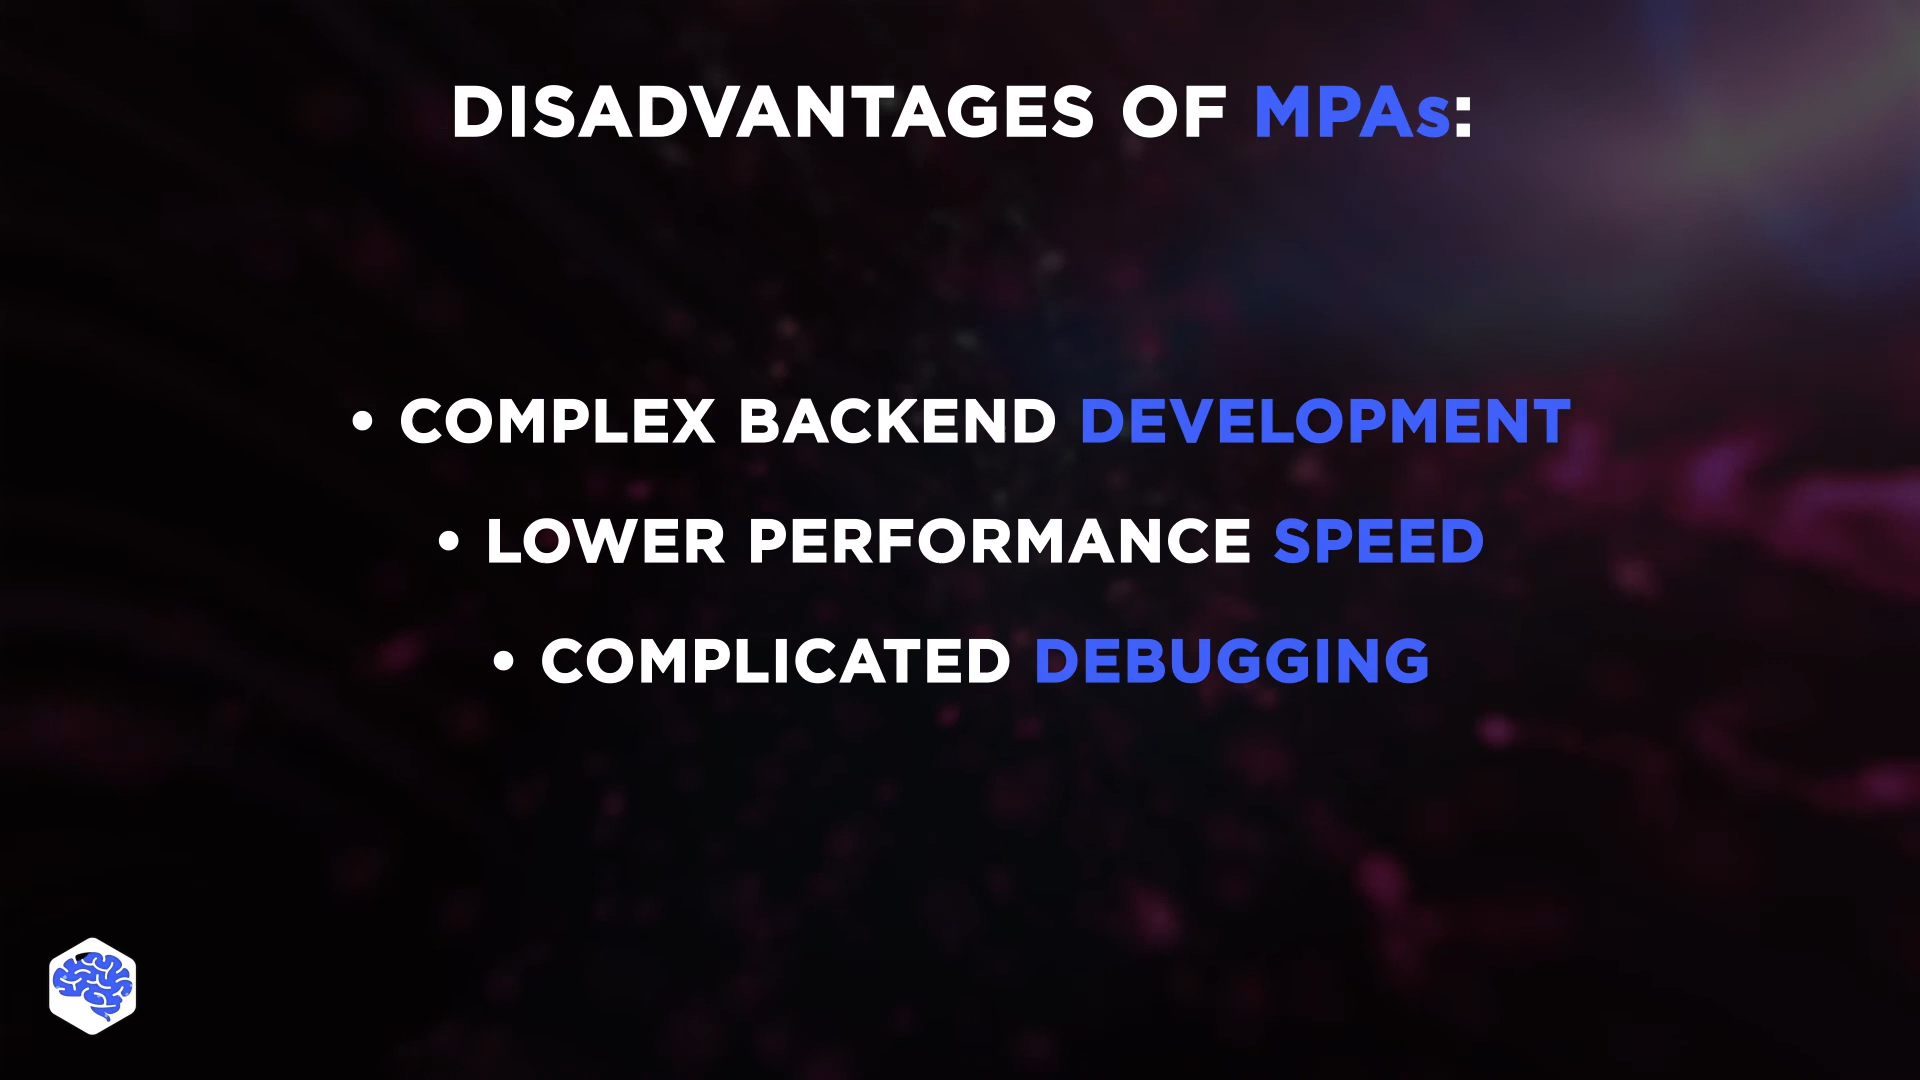 DISADVANTAGES OF MPAs:
• COMPLEX BACKEND DEVELOPMENT
• LOWER PERFORMANCE SPEED
• COMPLICATED DEBUGGING